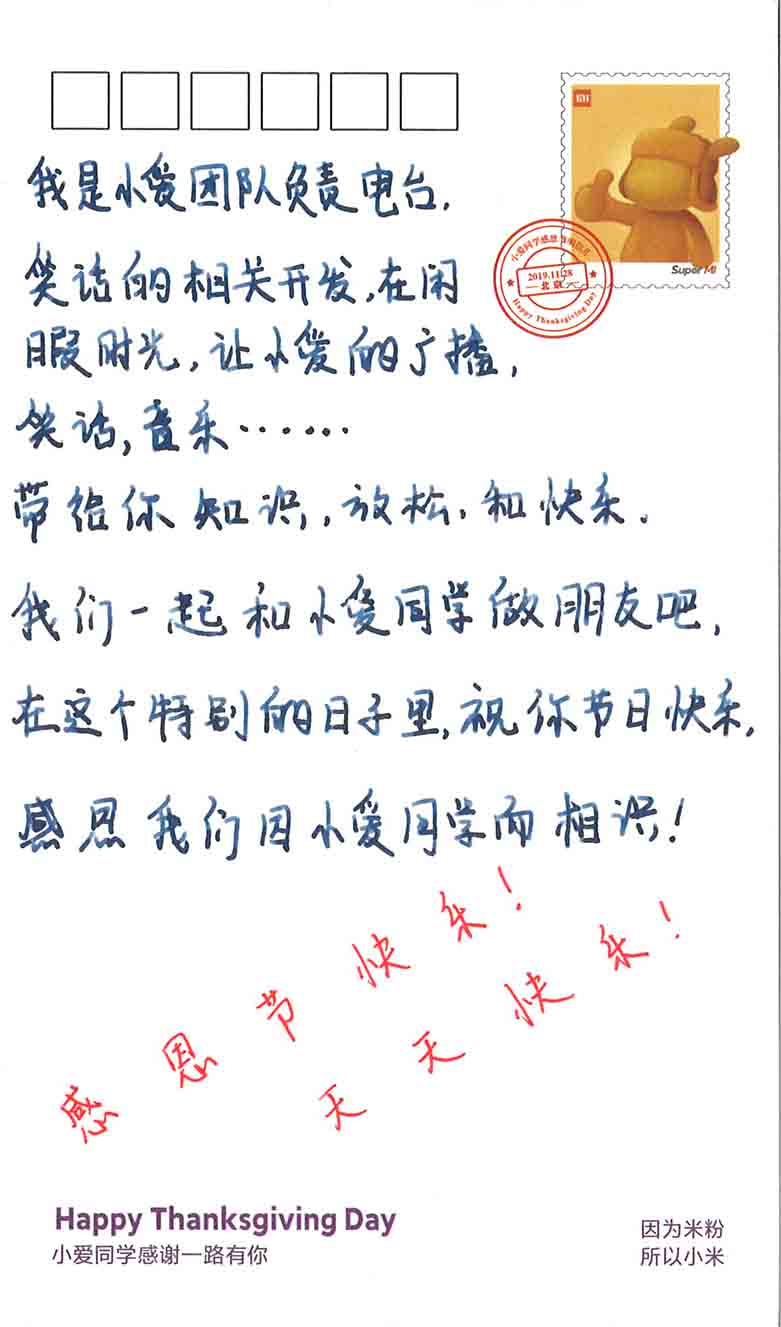 MI
Super MI
小爱同学感恩有你
2019.11.28
北京
Happy Thanksgiving Day
我是小爱团队负责电台.
笑话的相关开发,在闲
暇时光,让小爱的广播,
笑话,音乐……
带给你知识,放松,和快乐.
我们一起和小爱同学做朋友吧,
在这个特别的日子里,祝你节日快乐,
感恩我们因小爱同学而相识!
感恩节快乐!
天天快乐!
Happy Thanksgiving Day
小爱同学感谢一路有你
因为米粉
所以小米